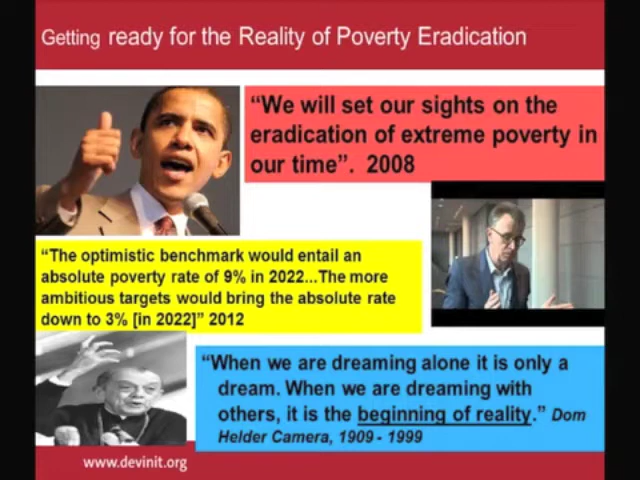 Getting ready for the Reality of Poverty Eradication
“We will set our sights on the
eradication of extreme poverty in
our time”. 2008
“The optimistic benchmark would entail an
absolute poverty rate of 9% in 2022...The more
ambitious targets would bring the absolute rate
down to 3% [in 2022]” 2012
“When we are dreaming alone it is only a
dream. When we are dreaming with
others, it is the beginning of reality.” Dom
Helder Camera, 1909 - 1999
www.devinit.org